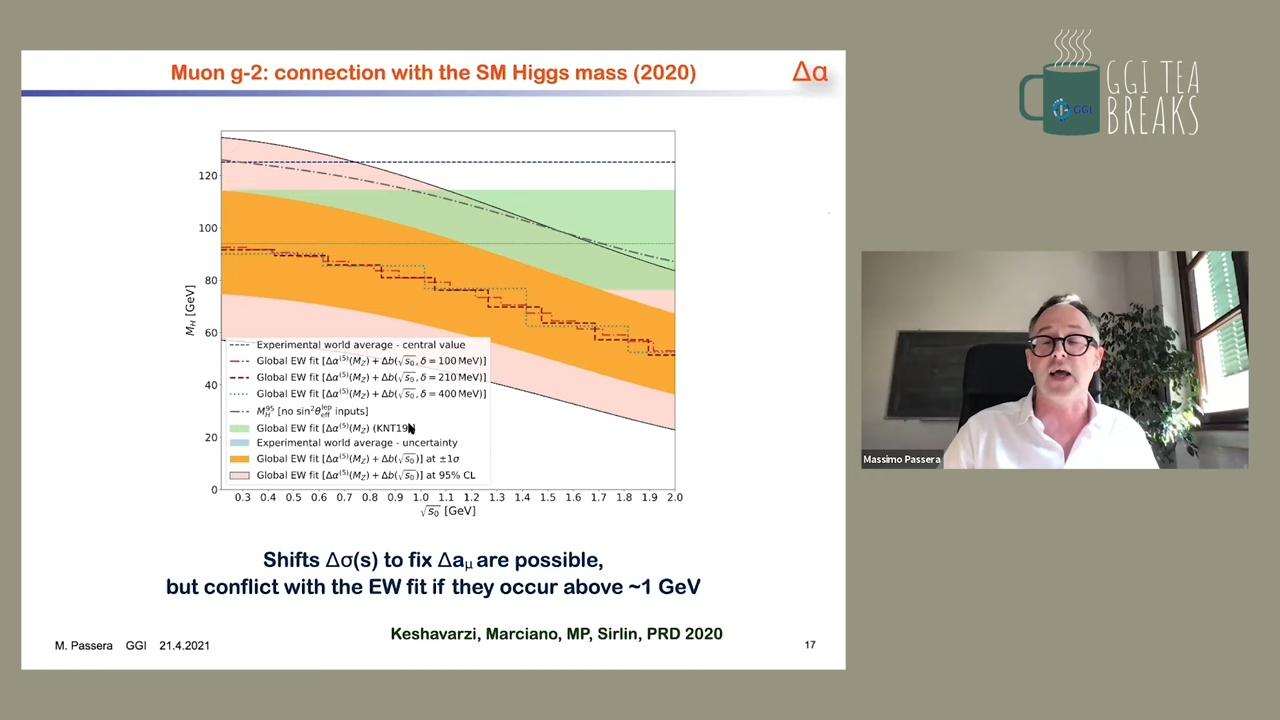 Muon g-2: connection with the SM Higgs mass (2020)
Δα
GGI TEA
BREAKS
GGI
120
100
80
60
40
20
0
M_H [GeV]
Experimental world average - central value
Global EW fit [Δα⁽⁵⁾(M_Z) + Δb(√s₀, δ = 100 MeV)]
Global EW fit [Δα⁽⁵⁾(M_Z) + Δb(√s₀, δ = 210 MeV)]
Global EW fit [Δα⁽⁵⁾(M_Z) + Δb(√s₀, δ = 400 MeV)]
M_H^95 [no sin²θ_eff^lep inputs]
Global EW fit [Δα⁽⁵⁾(M_Z) (KNT19)]
Experimental world average - uncertainty
Global EW fit [Δα⁽⁵⁾(M_Z) + Δb(√s₀)] at ±1σ
Global EW fit [Δα⁽⁵⁾(M_Z) + Δb(√s₀)] at 95% CL
0.3 0.4 0.5 0.6 0.7 0.8 0.9 1.0 1.1 1.2 1.3 1.4 1.5 1.6 1.7 1.8 1.9 2.0
√s₀ [GeV]
Shifts Δσ(s) to fix Δaμ are possible,
but conflict with the EW fit if they occur above ~1 GeV
Keshavarzi, Marciano, MP, Sirlin, PRD 2020
M. Passera GGI 21.4.2021
17
Massimo Passera